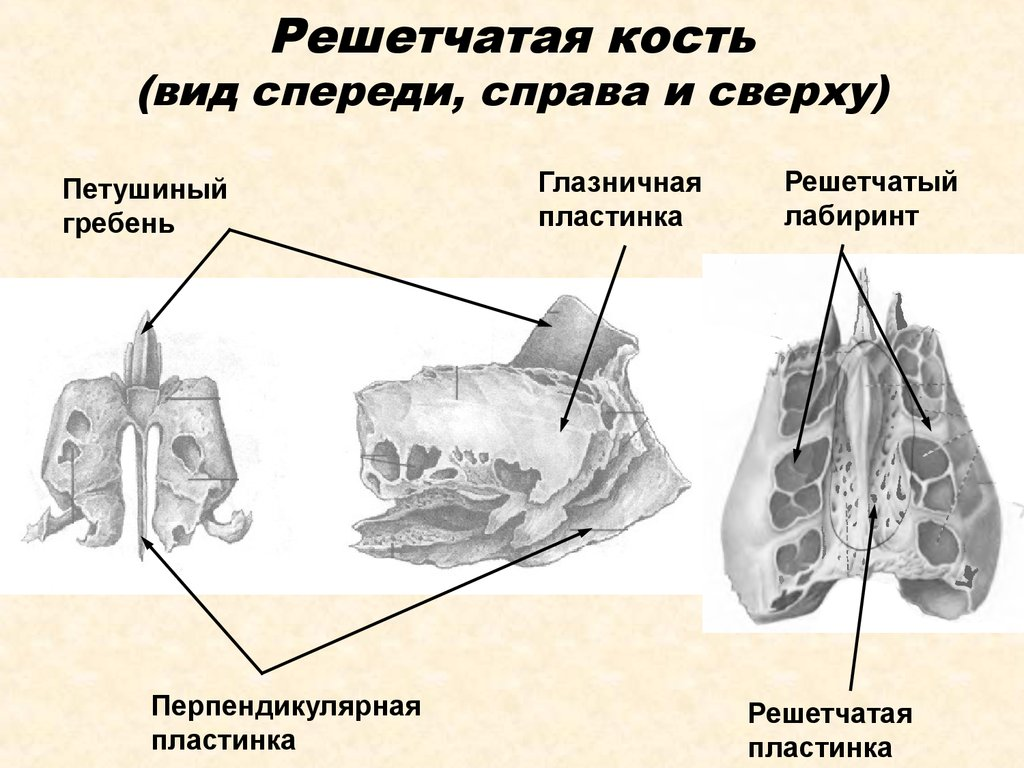 Решетчатая кость
(вид спереди, справа и сверху)
Петушиный
гребень
Глазничная
пластинка
Решетчатый
лабиринт
Перпендикулярная
пластинка
Решетчатая
пластинка